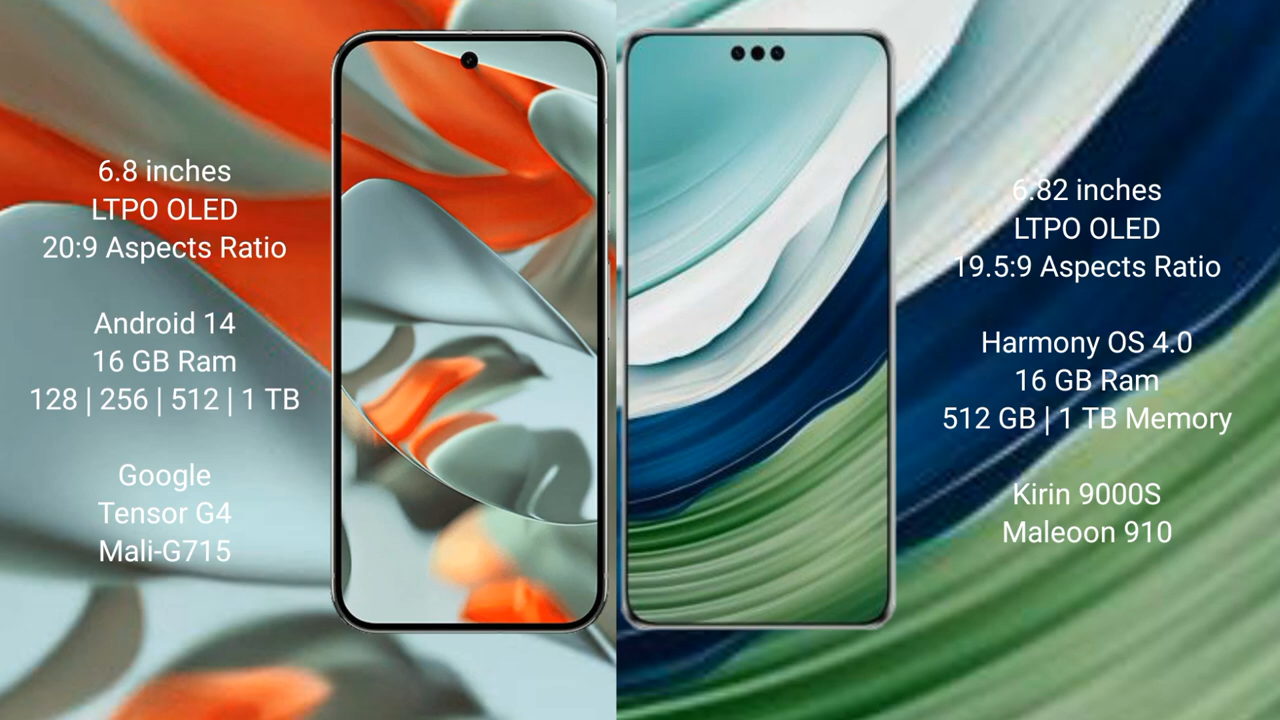 6.8 inches
LTPO OLED
20:9 Aspects Ratio
Android 14
16 GB Ram
128 | 256 | 512 | 1 TB
Google
Tensor G4
Mali-G715
6.82 inches
LTPO OLED
19.5:9 Aspects Ratio
Harmony OS 4.0
16 GB Ram
512 GB | 1 TB Memory
Kirin 9000S
Maleoon 910